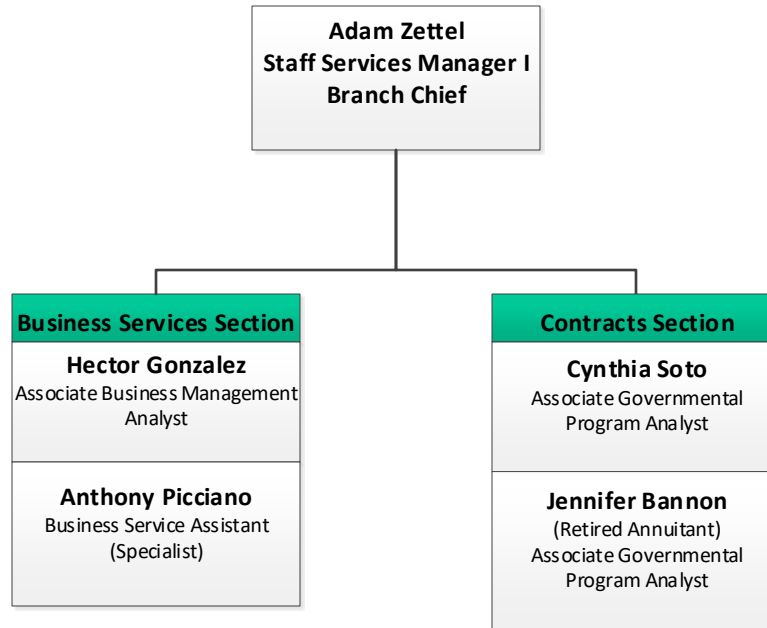 Adam Zettel
Staff Services Manager I
Branch Chief
Business Services Section
Hector Gonzalez
Associate Business Management
Analyst
Anthony Picciano
Business Service Assistant
(Specialist)
Contracts Section
Cynthia Soto
Associate Governmental
Program Analyst
Jennifer Bannon
(Retired Annuitant)
Associate Governmental
Program Analyst